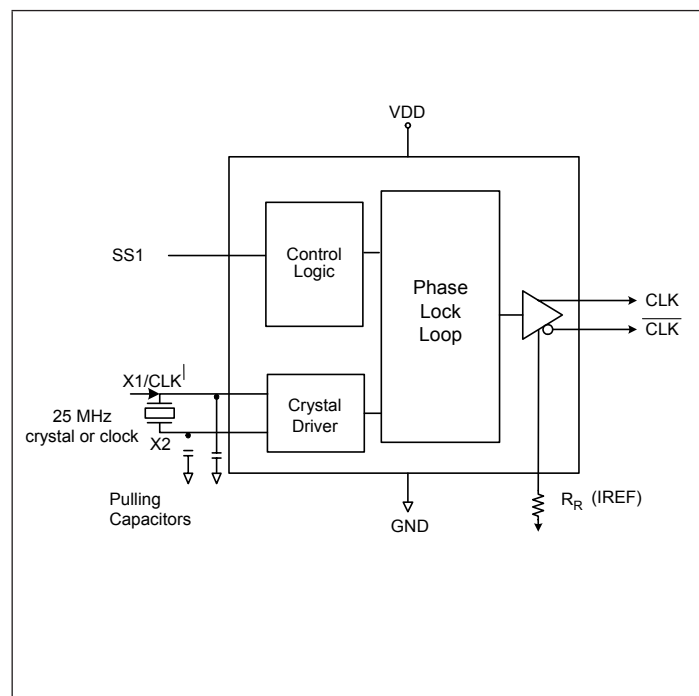 VDD
SS1
Control
Logic
Phase
Lock
Loop
CLK
CLK
X1/CLK
25 MHz
crystal or clock
X2
Crystal
Driver
Pulling
Capacitors
GND
R_R (IREF)